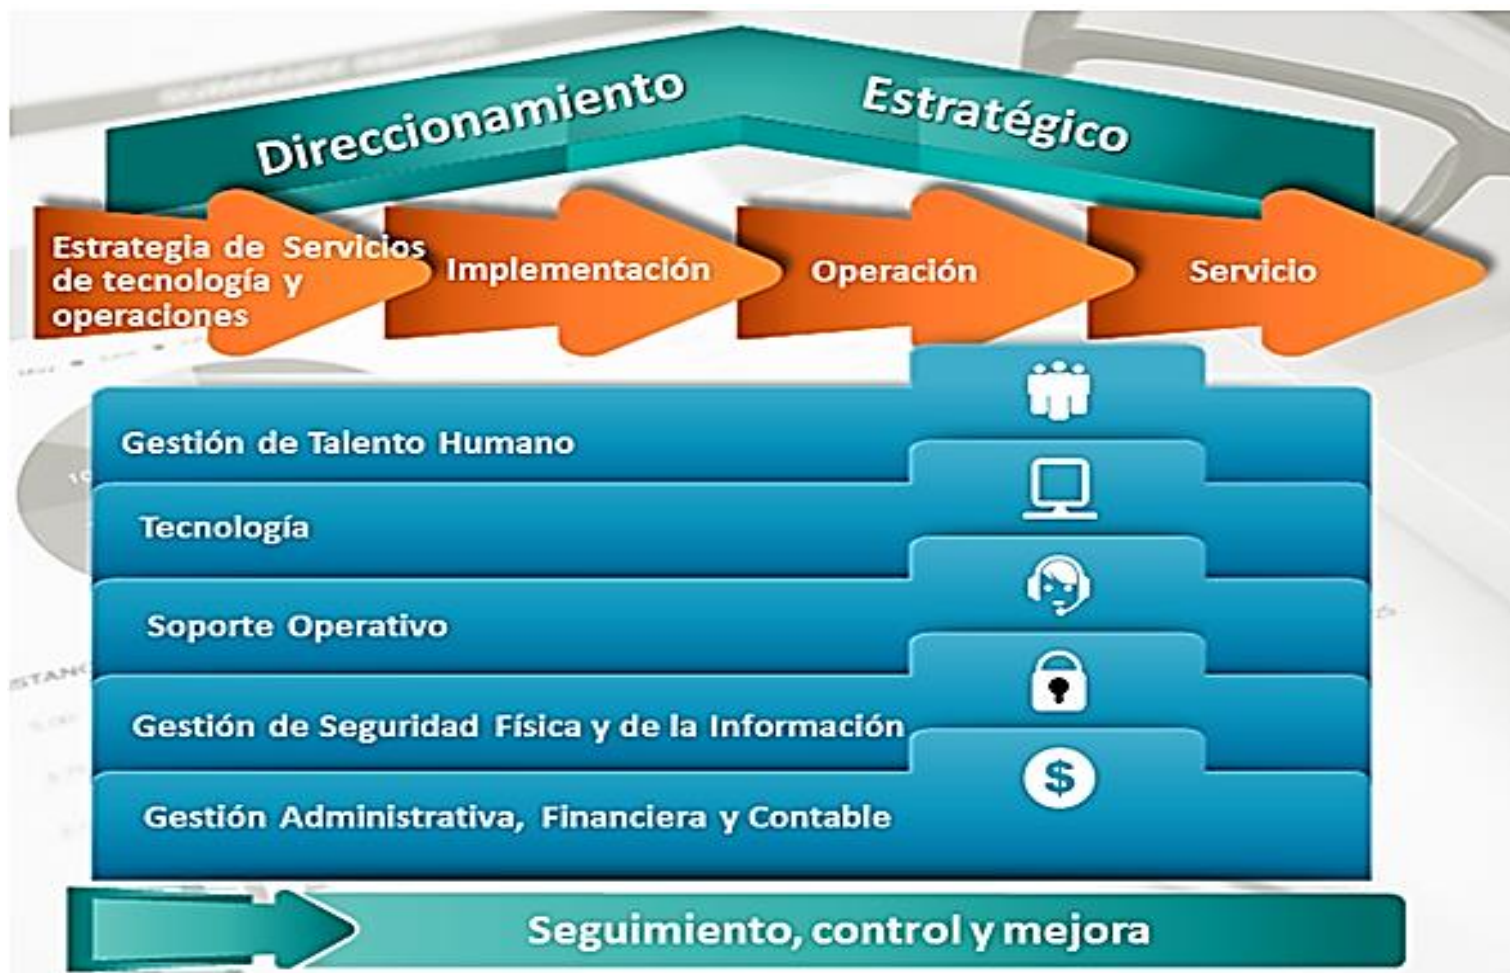 Direccionamiento Estratégico
Estrategia de Servicios
de tecnología y
operaciones
Implementación
Operación
Servicio
Gestión de Talento Humano
Tecnología
Soporte Operativo
Gestión de Seguridad Física y de la Información
Gestión Administrativa, Financiera y Contable
$
Seguimiento, control y mejora